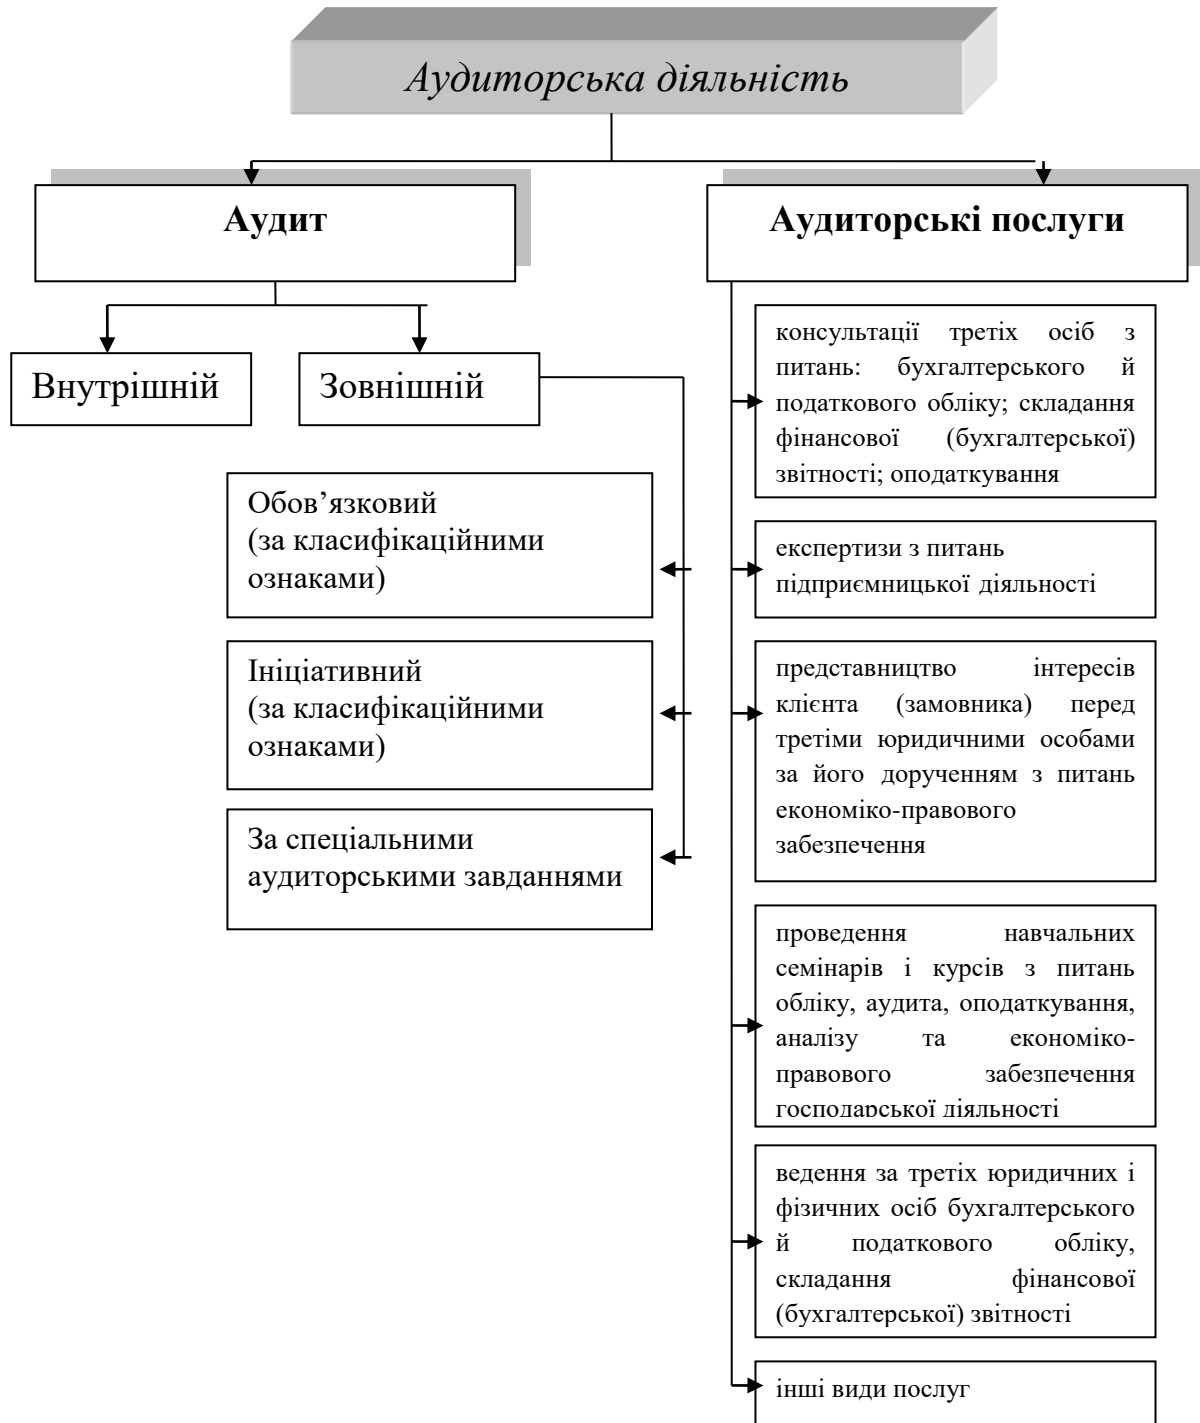 Аудиторська діяльність
Аудит
Аудиторські послуги
Внутрішній
Зовнішній
Обов’язковий
(за класифікаційними
ознаками)
Ініціативний
(за класифікаційними
ознаками)
За спеціальними
аудиторськими завданнями
консультації третіх осіб з
питань: бухгалтерського й
податкового обліку; складання
фінансової (бухгалтерської)
звітності; оподаткування
експертизи з питань
підприємницької діяльності
представництво інтересів
клієнта (замовника) перед
третіми юридичними особами
за його дорученням з питань
економіко-правового
забезпечення
проведення навчальних
семінарів і курсів з питань
обліку, аудита, оподаткування,
аналізу та економіко-
правового забезпечення
господарської діяльності
ведення за третіх юридичних і
фізичних осіб бухгалтерського
й податкового обліку,
складання фінансової
(бухгалтерської) звітності
інші види послуг